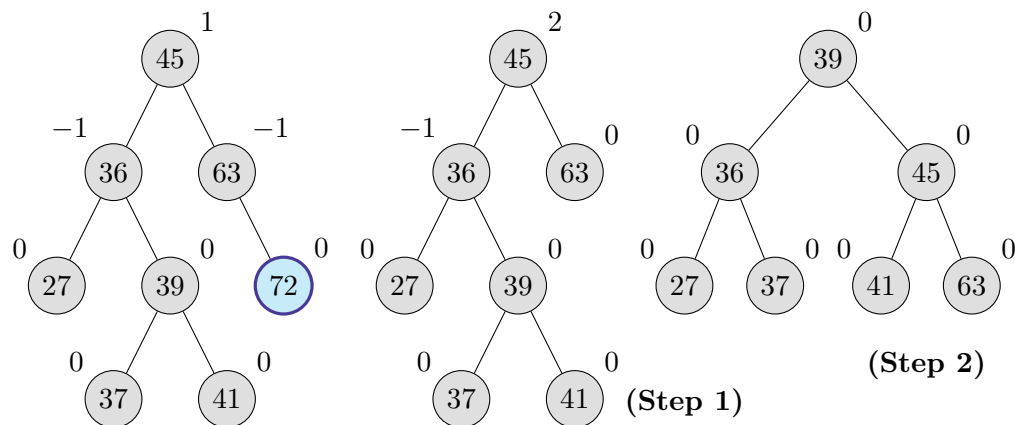 1 2 0
45 45 39
−1 −1 −1 0 0 0
36 63 36 63 36 45
0 0 0 0 0 0 0 0 0
27 39 72 27 39 27 37 41 63
0 0 0 0 (Step 2)
37 41 37 41 (Step 1)